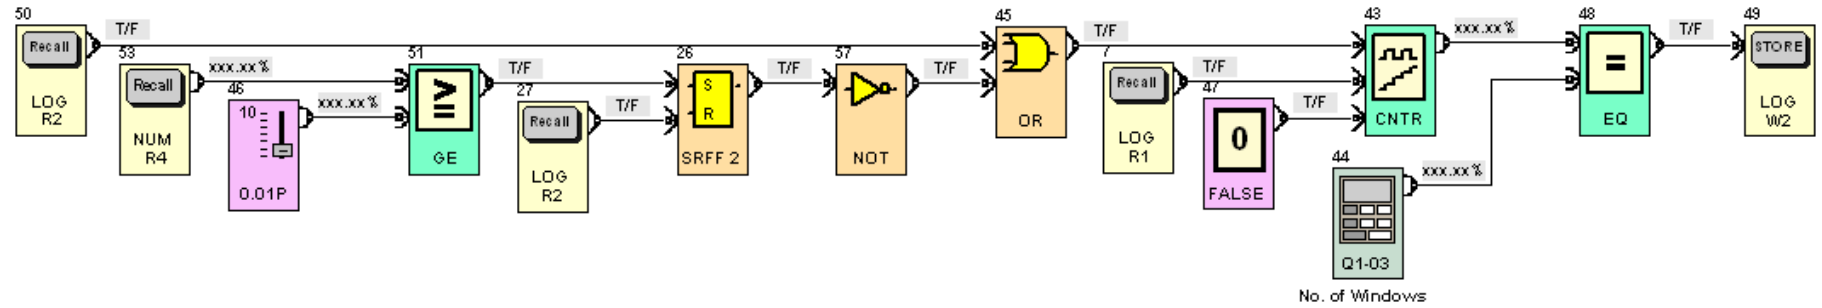 50
T/F
Recall
LOG
R2
53
xxx.xx%
Recall
NUM
R4
46
xxx.xx%
10
0.01P
51
T/F
GE
27
T/F
Recall
LOG
R2
26
T/F
S
R
SRFF 2
57
T/F
NOT
45
T/F
OR
7
T/F
Recall
LOG
R1
47
T/F
0
FALSE
43
xxx.xx%
CNTR
44
xxx.xx%
Q1-03
No. of Windows
48
T/F
=
EQ
49
STORE
LOG
W2